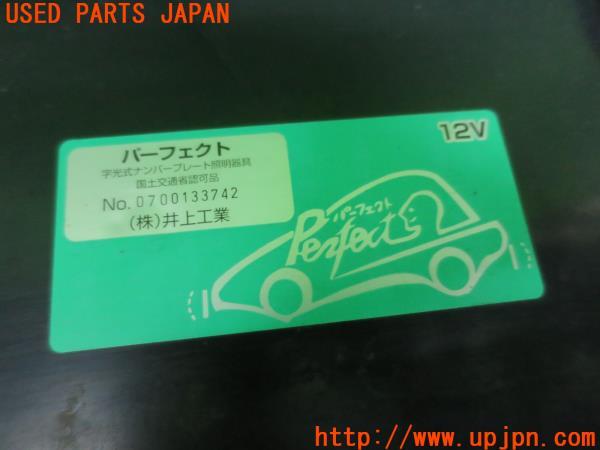 USED PARTS JAPAN
12V
パーフェクト
字光式ナンバープレート照明器具
国土交通省認可品
No. 0700133742
(株)井上工業
パーフェクト
Perfect
http://www.upjpn.com/